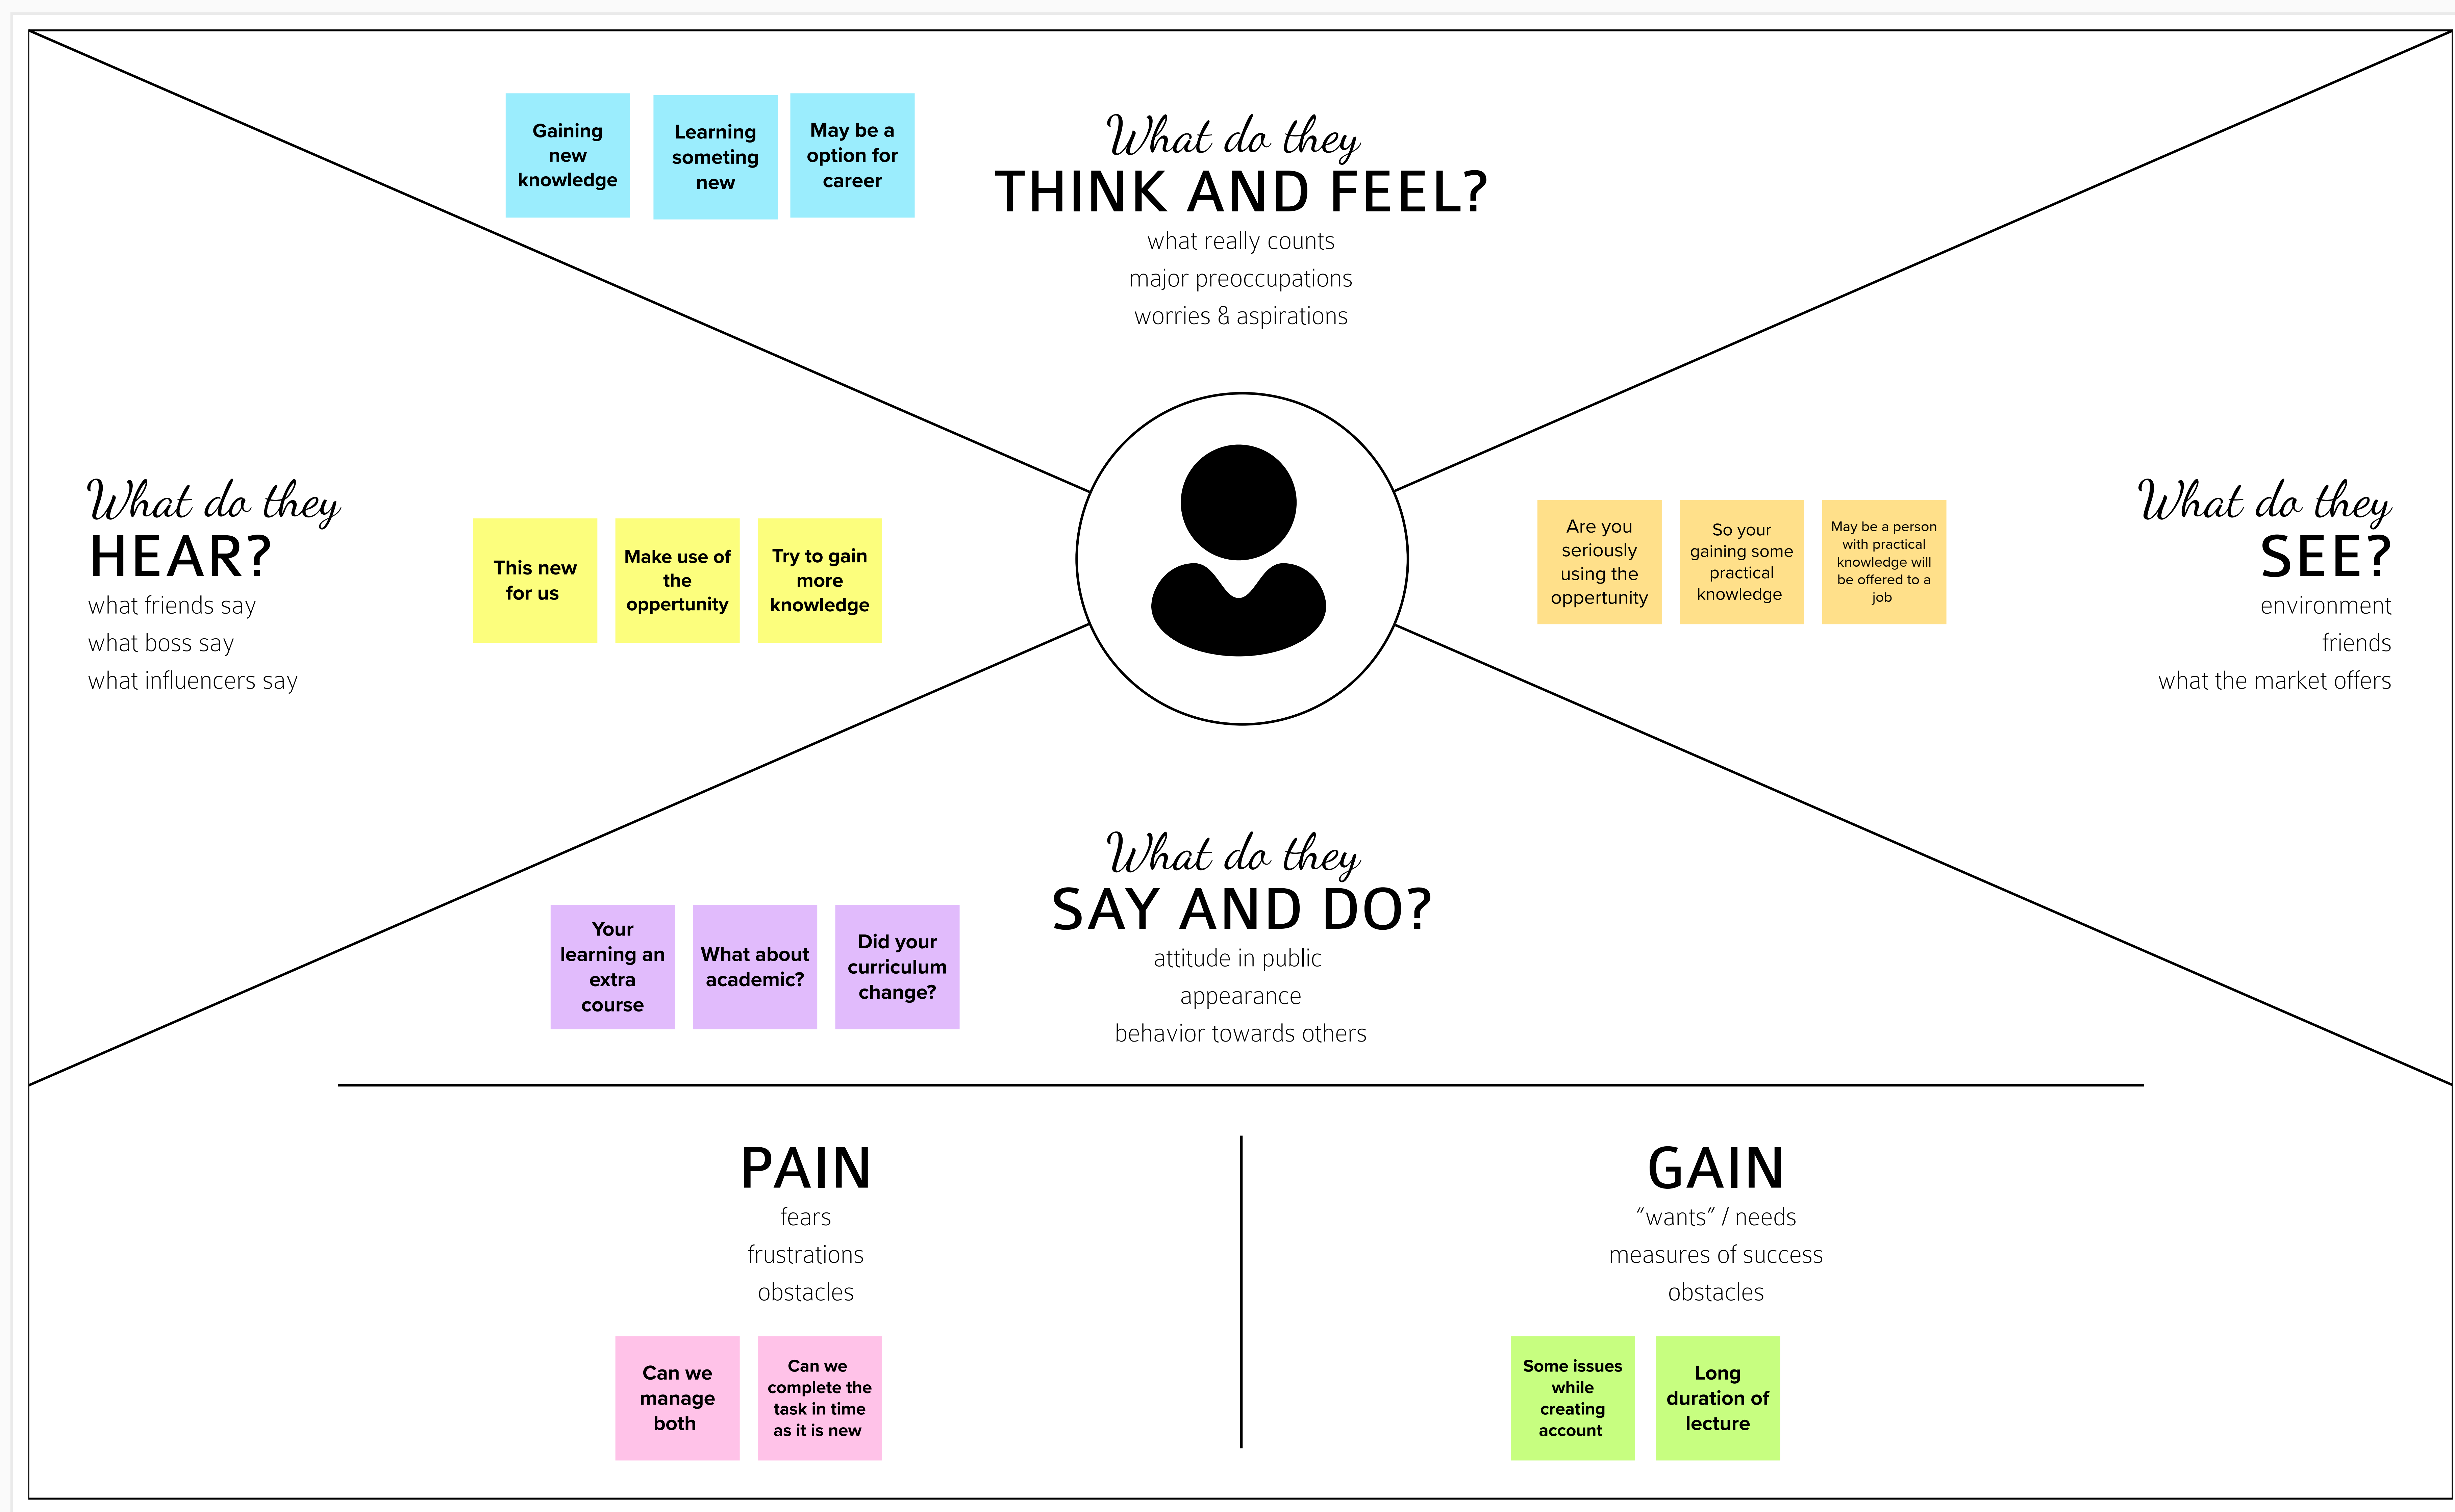 Gaining
new
knowledge
Learning
someting
new
May be a
option for
career
What do they
THINK AND FEEL?
what really counts
major preoccupations
worries & aspirations
What do they
HEAR?
what friends say
what boss say
what influencers say
This new
for us
Make use of
the
oppertunity
Try to gain
more
knowledge
Are you
seriously
using the
oppertunity
So your
gaining some
practical
knowledge
May be a person
with practical
knowledge will
be offered to a
job
What do they
SEE?
environment
friends
what the market offers
Your
learning an
extra
course
What about
academic?
Did your
curriculum
change?
What do they
SAY AND DO?
attitude in public
appearance
behavior towards others
PAIN
fears
frustrations
obstacles
Can we
manage
both
Can we
complete the
task in time
as it is new
GAIN
“wants” / needs
measures of success
obstacles
Some issues
while
creating
account
Long
duration of
lecture